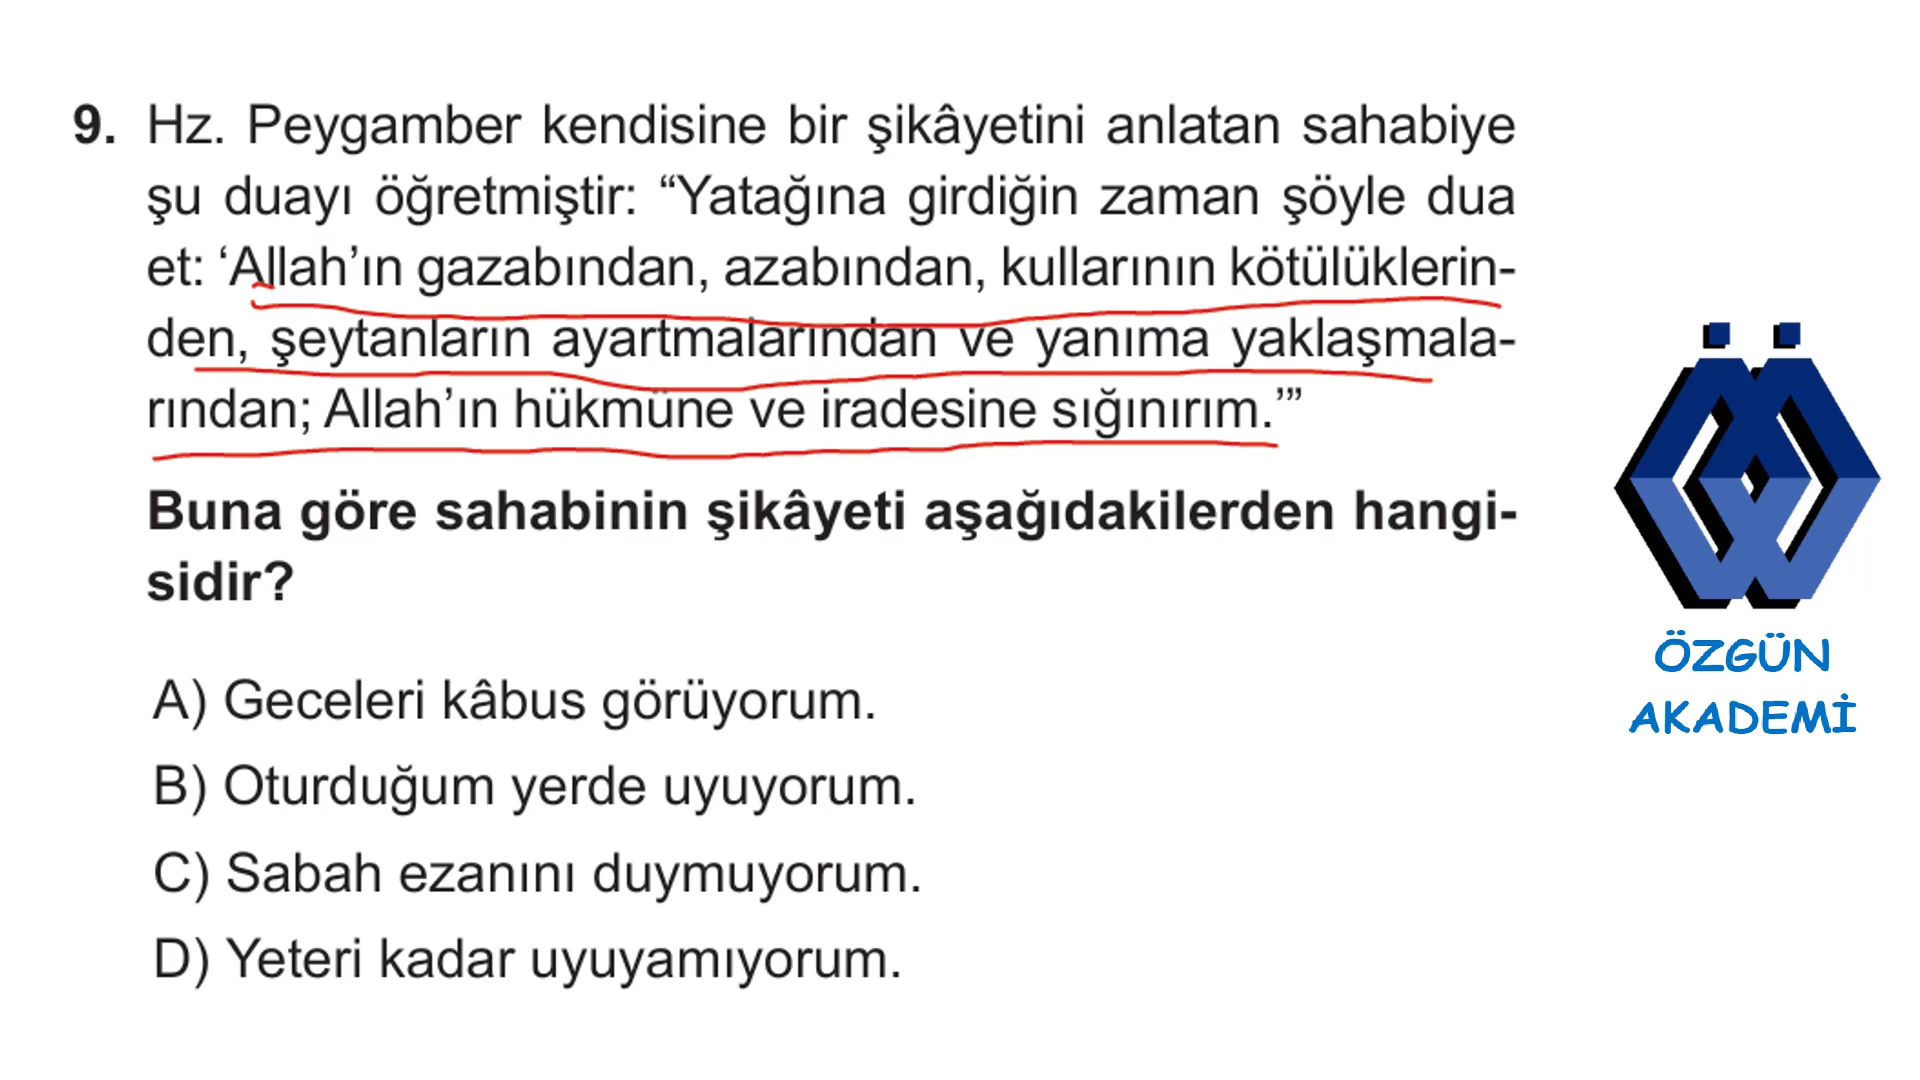 9. Hz. Peygamber kendisine bir şikâyetini anlatan sahabiye
şu duayı öğretmiştir: “Yatağına girdiğin zaman şöyle dua
et: ‘Allah’ın gazabından, azabından, kullarının kötülüklerin-
den, şeytanların ayartmalarından ve yanıma yaklaşmala-
rından; Allah’ın hükmüne ve iradesine sığınırım.’”
Buna göre sahabinin şikâyeti aşağıdakilerden hangi-
sidir?
A) Geceleri kâbus görüyorum.
B) Oturduğum yerde uyuyorum.
C) Sabah ezanını duymuyorum.
D) Yeteri kadar uyuyamıyorum.
ÖZGÜN
AKADEMİ